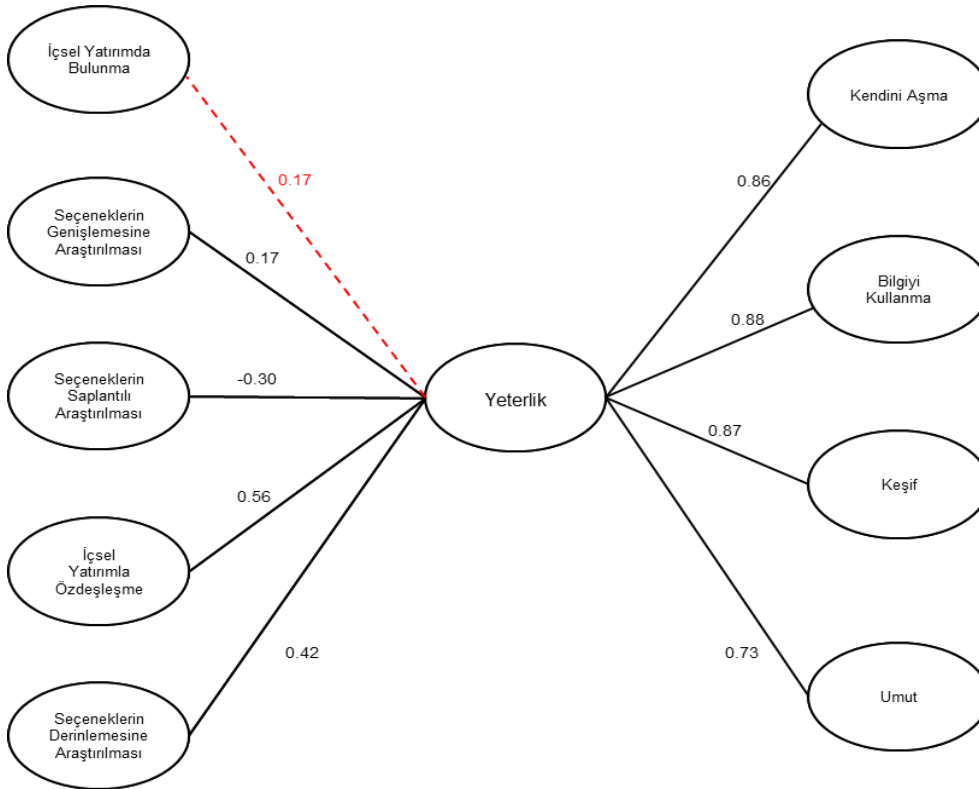 İçsel Yatırımda
Bulunma
0.17
Seçeneklerin
Genişlemesine
Araştırılması
0.17
Seçeneklerin
Saplantılı
Araştırılması
-0.30
İçsel
Yatırımla
Özdeşleşme
0.56
Seçeneklerin
Derinlemesine
Araştırılması
0.42
Yeterlik
Kendini Aşma
0.86
Bilgiyi
Kullanma
0.88
Keşif
0.87
Umut
0.73